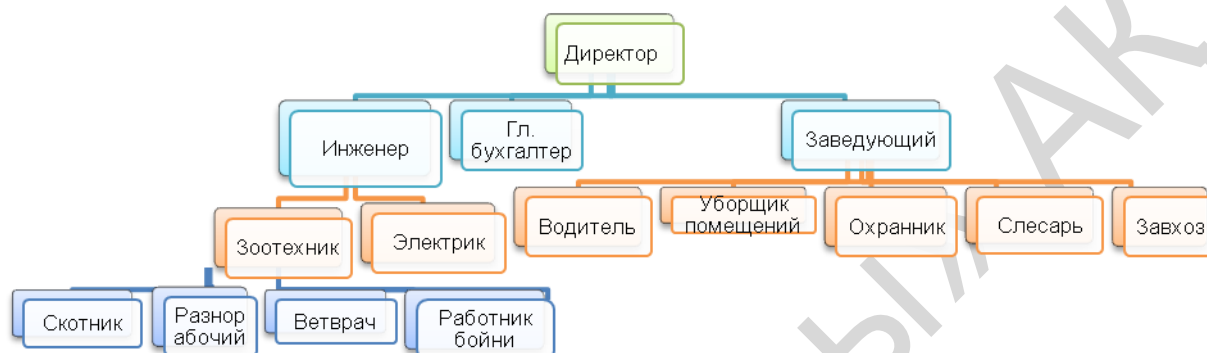 Директор
Инженер
Гл.
бухгалтер
Заведующий
Зоотехник
Электрик
Водитель
Уборщик
помещений
Охранник
Слесарь
Завхоз
Скотник
Разнор
абочий
Ветврач
Работник
бойни